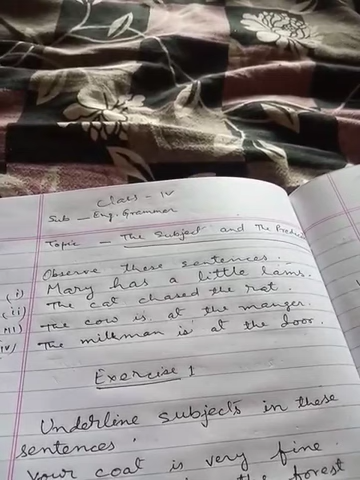 Class - IV
Sub - Eng. Grammar
Topic - The Subject and The
Observe these sentences.
(i) Mary has a little lamb.
(ii) The cat chased the rat.
(iii) The cow is at the manger.
(iv) The milkman is at the door.
Exercise 1
Underline subjects in these
sentences.
Your coat is very fine.
the forest